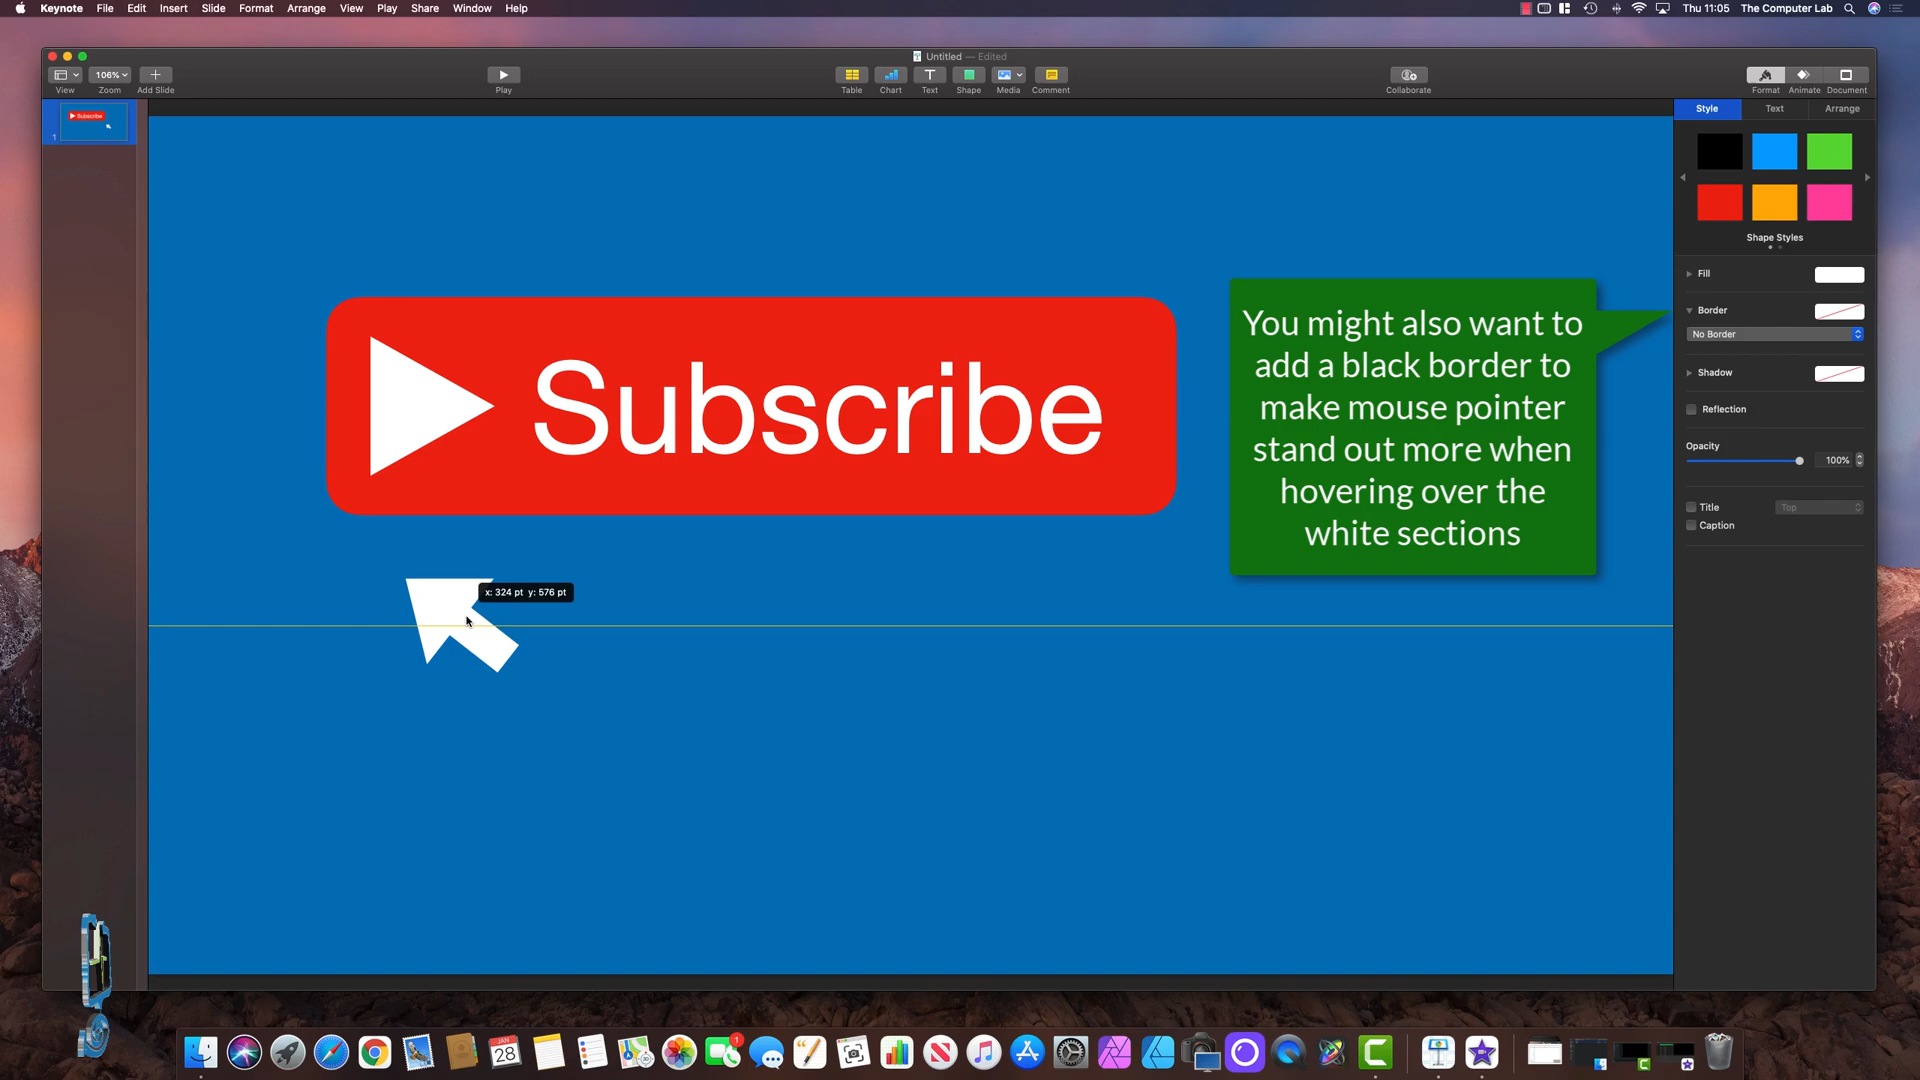 Keynote File Edit Insert Slide Format Arrange View Play Share Window Help
Thu 11:05 The Computer Lab
Untitled — Edited
106%
View Zoom Add Slide Play Table Chart Text Shape Media Comment Collaborate Format Animate Document
Style Text Arrange
1
Subscribe
Shape Styles
Fill
Border
No Border
Shadow
Reflection
Opacity
100%
Title Top
Caption
Subscribe
You might also want to
add a black border to
make mouse pointer
stand out more when
hovering over the
white sections
x: 324 pt y: 576 pt
JAN
28
1